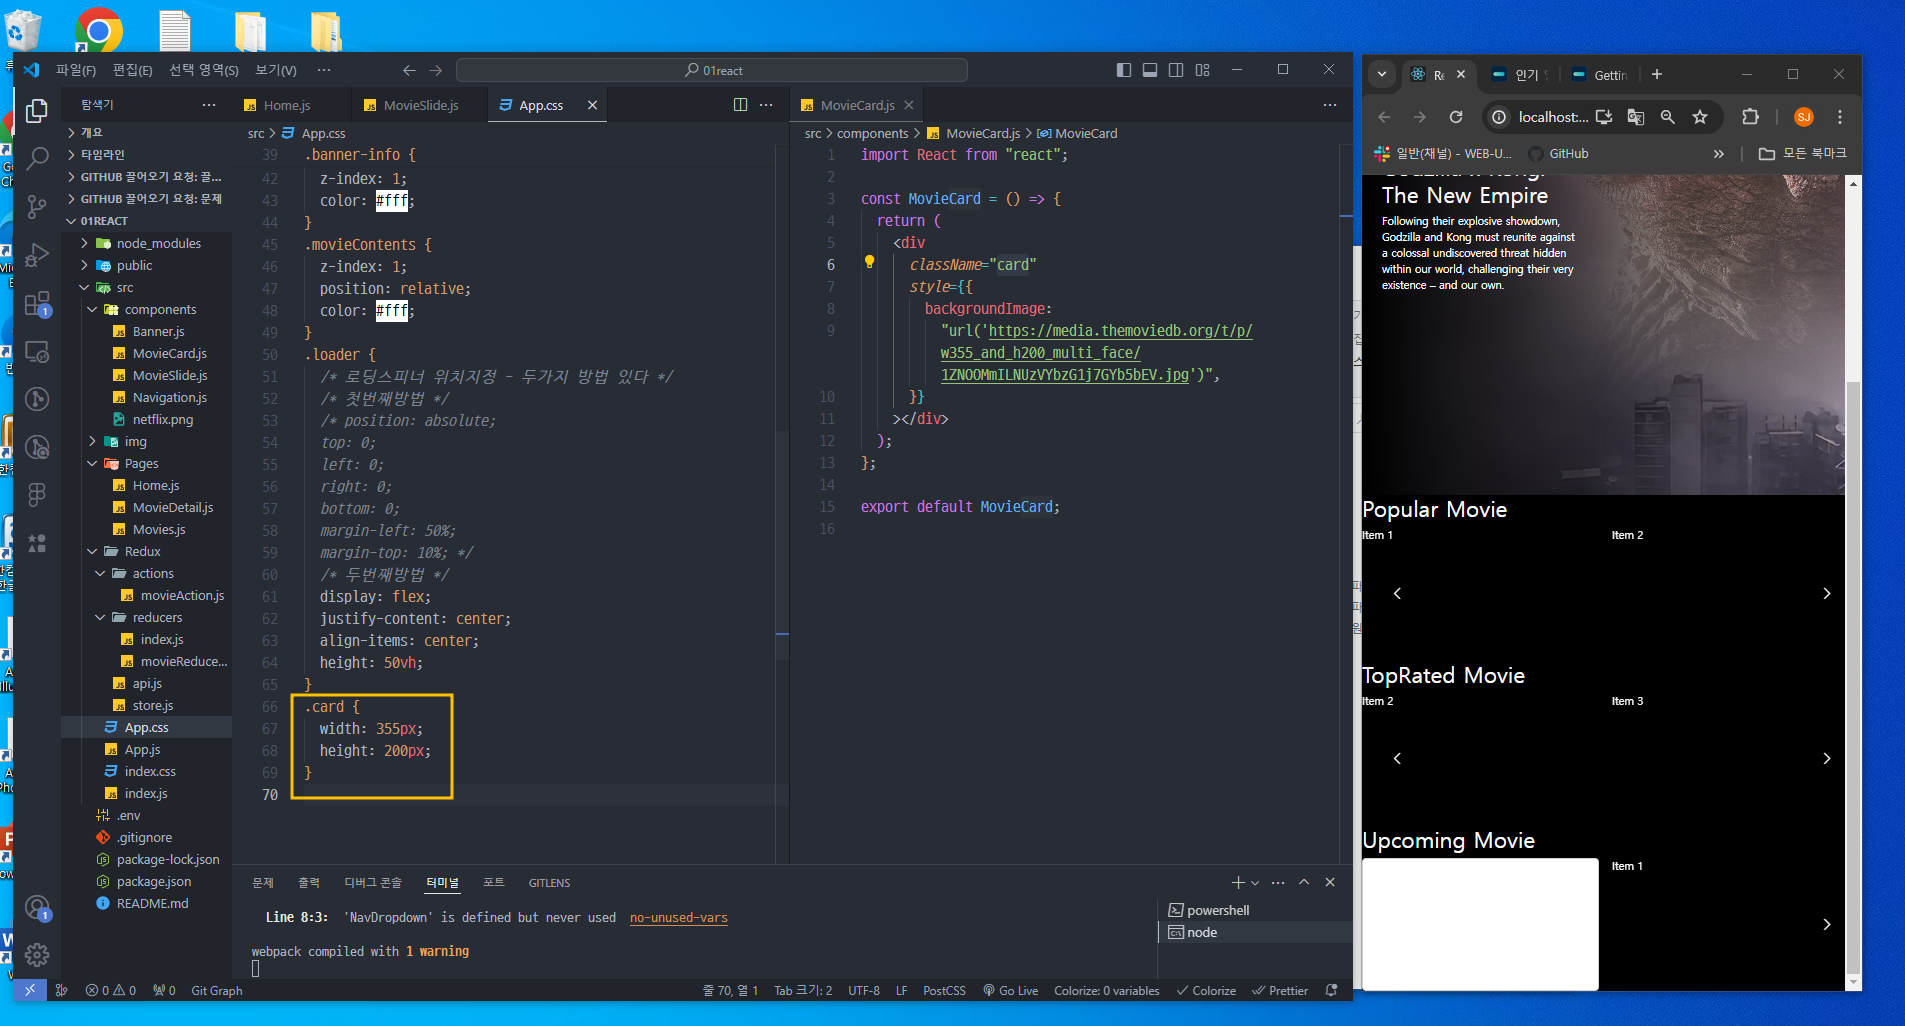 파일(F) 편집(E) 선택 영역(S) 보기(V) ···
01react
탐색기 ···
개요
타임라인
GITHUB 끌어오기 요청: 끌...
GITHUB 끌어오기 요청: 문제
01REACT
node_modules
public
src
components
Banner.js
MovieCard.js
MovieSlide.js
Navigation.js
netflix.png
img
Pages
Home.js
MovieDetail.js
Movies.js
Redux
actions
movieAction.js
reducers
index.js
movieReduce...
api.js
store.js
App.css
App.js
index.css
index.js
.env
.gitignore
package-lock.json
package.json
README.md
Home.js MovieSlide.js App.css
src > App.css
39 .banner-info {
42 z-index: 1;
43 color: #fff;
44 }
45 .movieContents {
46 z-index: 1;
47 position: relative;
48 color: #fff;
49 }
50 .loader {
51 /* 로딩스피너 위치지정 - 두가지 방법 있다 */
52 /* 첫번째방법 */
53 /* position: absolute;
54 top: 0;
55 left: 0;
56 right: 0;
57 bottom: 0;
58 margin-left: 50%;
59 margin-top: 10%; */
60 /* 두번째방법 */
61 display: flex;
62 justify-content: center;
63 align-items: center;
64 height: 50vh;
65 }
66 .card {
67 width: 355px;
68 height: 200px;
69 }
70
MovieCard.js
src > components > MovieCard.js > MovieCard
1 import React from "react";
2
3 const MovieCard = () => {
4 return (
5 <div
6 className="card"
7 style={{
8 backgroundImage:
9 "url('https://media.themoviedb.org/t/p/
w355_and_h200_multi_face/
1ZNOOMmILNUzVYbzG1j7GYb5bEV.jpg')",
10 }}
11 ></div>
12 );
13 };
14
15 export default MovieCard;
16
문제 출력 디버그 콘솔 터미널 포트 GITLENS
Line 8:3: 'NavDropdown' is defined but never used no-unused-vars
webpack compiled with 1 warning
powershell
node
0 0 0 Git Graph
줄 70, 열 1 Tab 크기: 2 UTF-8 LF PostCSS Go Live Colorize: 0 variables Colorize Prettier
Re 인기 Gettin
localhost:... SJ
일반(채널) - WEB-U... GitHub 모든 북마크
Godzilla x Kong:
The New Empire
Following their explosive showdown,
Godzilla and Kong must reunite against
a colossal undiscovered threat hidden
within our world, challenging their very
existence – and our own.
Popular Movie
Item 1 Item 2
TopRated Movie
Item 2 Item 3
Upcoming Movie
Item 1